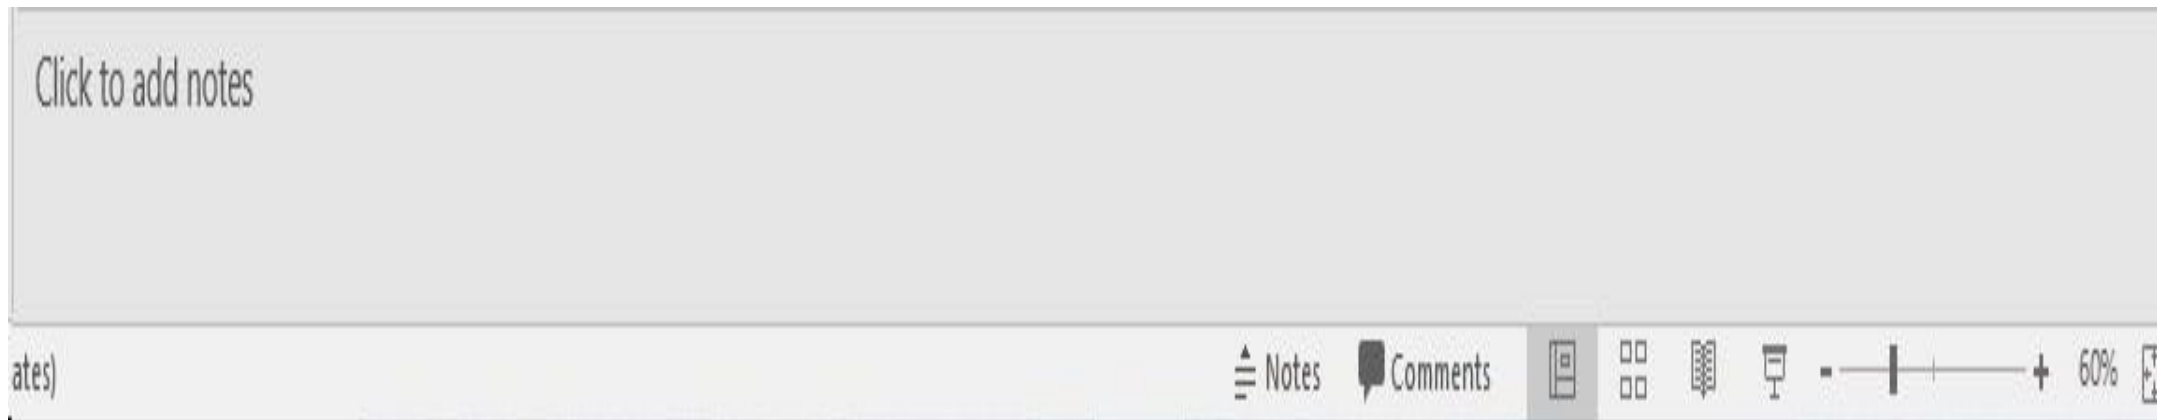 Click to add notes
ates) Notes Comments - + 60%